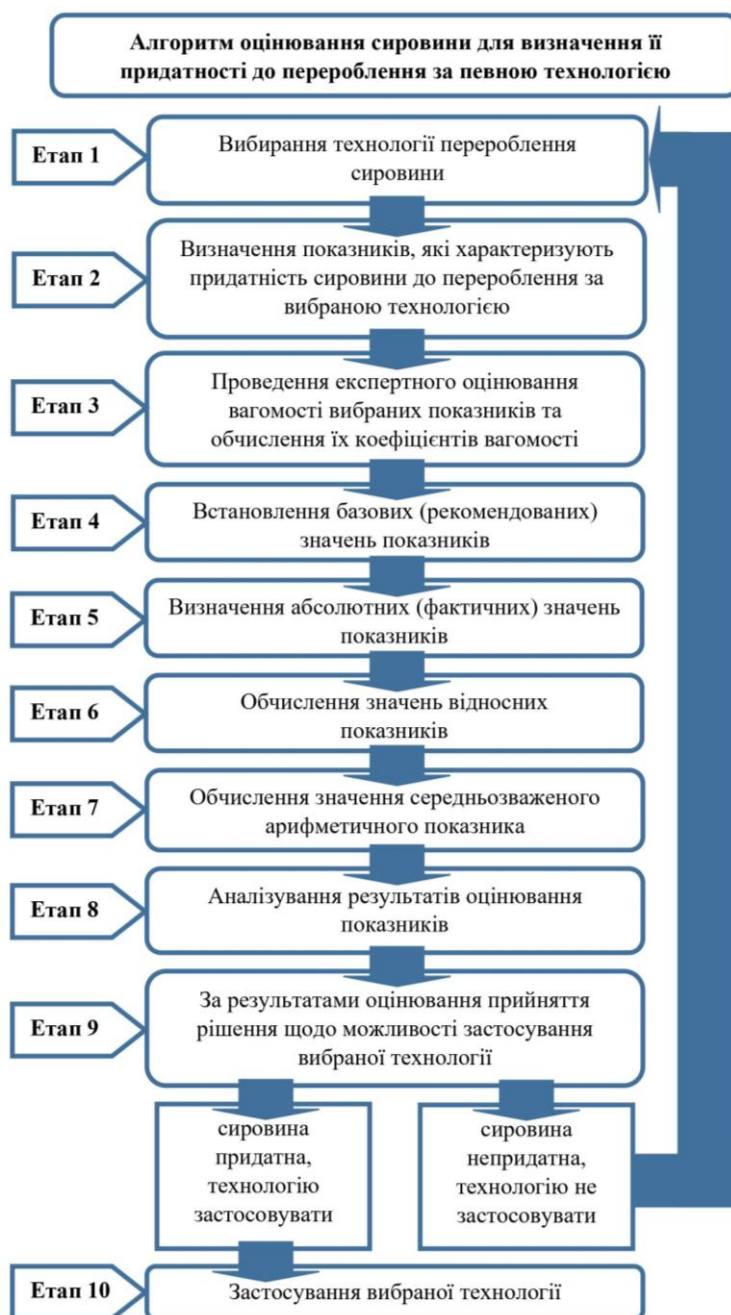 Алгоритм оцінювання сировини для визначення її
придатності до перероблення за певною технологією
Етап 1
Вибирання технології перероблення
сировини
Етап 2
Визначення показників, які характеризують
придатність сировини до перероблення за
вибраною технологією
Етап 3
Проведення експертного оцінювання
вагомості вибраних показників та
обчислення їх коефіцієнтів вагомості
Етап 4
Встановлення базових (рекомендованих)
значень показників
Етап 5
Визначення абсолютних (фактичних) значень
показників
Етап 6
Обчислення значень відносних
показників
Етап 7
Обчислення значення середньозваженого
арифметичного показника
Етап 8
Аналізування результатів оцінювання
показників
Етап 9
За результатами оцінювання прийняття
рішення щодо можливості застосування
вибраної технології
сировина
придатна,
технологію
застосовувати
сировина
непридатна,
технологію не
застосовувати
Етап 10
Застосування вибраної технології